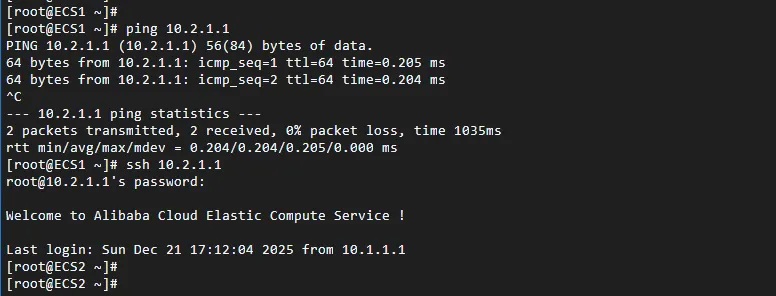 [root@ECS1 ~]#
[root@ECS1 ~]# ping 10.2.1.1
PING 10.2.1.1 (10.2.1.1) 56(84) bytes of data.
64 bytes from 10.2.1.1: icmp_seq=1 ttl=64 time=0.205 ms
64 bytes from 10.2.1.1: icmp_seq=2 ttl=64 time=0.204 ms
^C
--- 10.2.1.1 ping statistics ---
2 packets transmitted, 2 received, 0% packet loss, time 1035ms
rtt min/avg/max/mdev = 0.204/0.204/0.205/0.000 ms
[root@ECS1 ~]# ssh 10.2.1.1
root@10.2.1.1's password:
Welcome to Alibaba Cloud Elastic Compute Service !
Last login: Sun Dec 21 17:12:04 2025 from 10.1.1.1
[root@ECS2 ~]#
[root@ECS2 ~]#